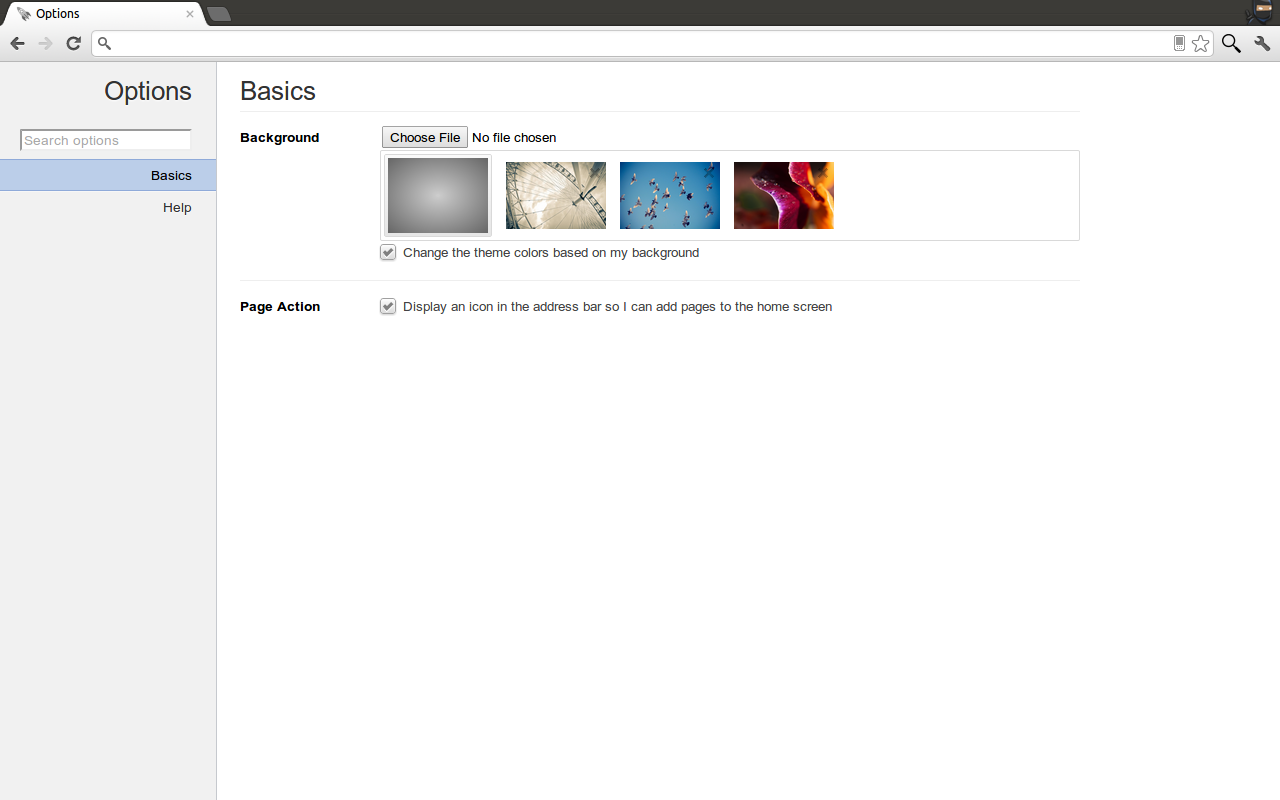 Options
Options
Search options
Basics
Help
Basics
Background
Choose File No file chosen
Change the theme colors based on my background
Page Action
Display an icon in the address bar so I can add pages to the home screen